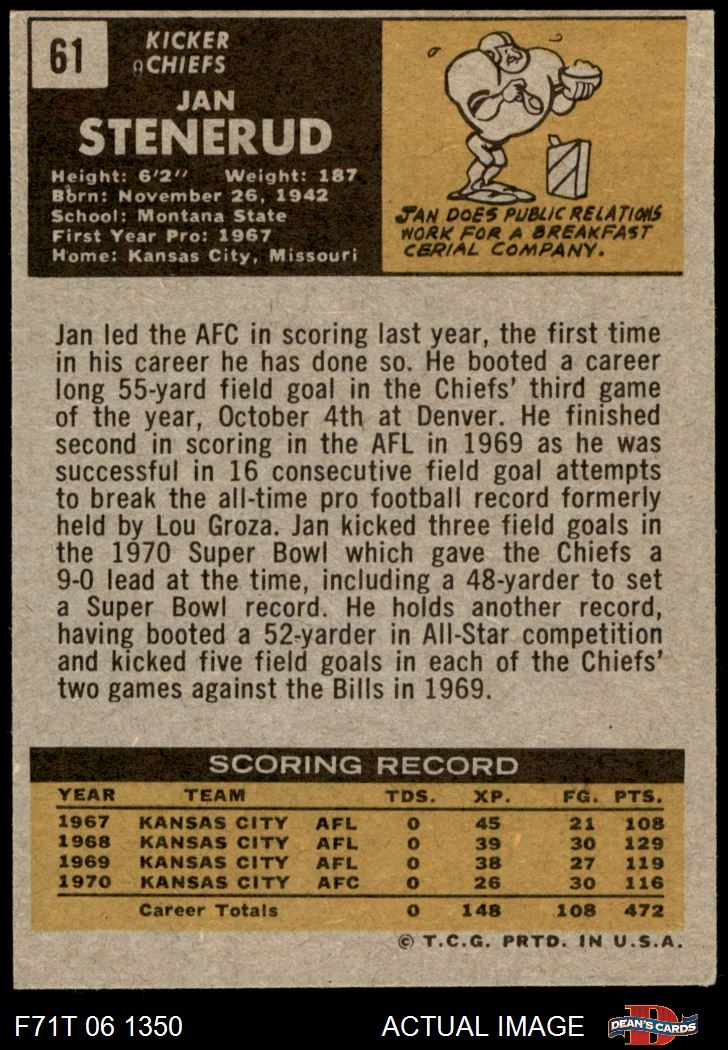 61
KICKER
CHIEFS
JAN
STENERUD
Height: 6'2" Weight: 187
Born: November 26, 1942
School: Montana State
First Year Pro: 1967
Home: Kansas City, Missouri
JAN DOES PUBLIC RELATIONS
WORK FOR A BREAKFAST
CERIAL COMPANY.
Jan led the AFC in scoring last year, the first time
in his career he has done so. He booted a career
long 55-yard field goal in the Chiefs' third game
of the year, October 4th at Denver. He finished
second in scoring in the AFL in 1969 as he was
successful in 16 consecutive field goal attempts
to break the all-time pro football record formerly
held by Lou Groza. Jan kicked three field goals in
the 1970 Super Bowl which gave the Chiefs a
9-0 lead at the time, including a 48-yarder to set
a Super Bowl record. He holds another record,
having booted a 52-yarder in All-Star competition
and kicked five field goals in each of the Chiefs'
two games against the Bills in 1969.
SCORING RECORD
YEAR TEAM TDS. XP. FG. PTS.
1967 KANSAS CITY AFL 0 45 21 108
1968 KANSAS CITY AFL 0 39 30 129
1969 KANSAS CITY AFL 0 38 27 119
1970 KANSAS CITY AFC 0 26 30 116
Career Totals 0 148 108 472
© T.C.G. PRTD. IN U.S.A.
F71T 06 1350 ACTUAL IMAGE
D
DEAN'S CARDS